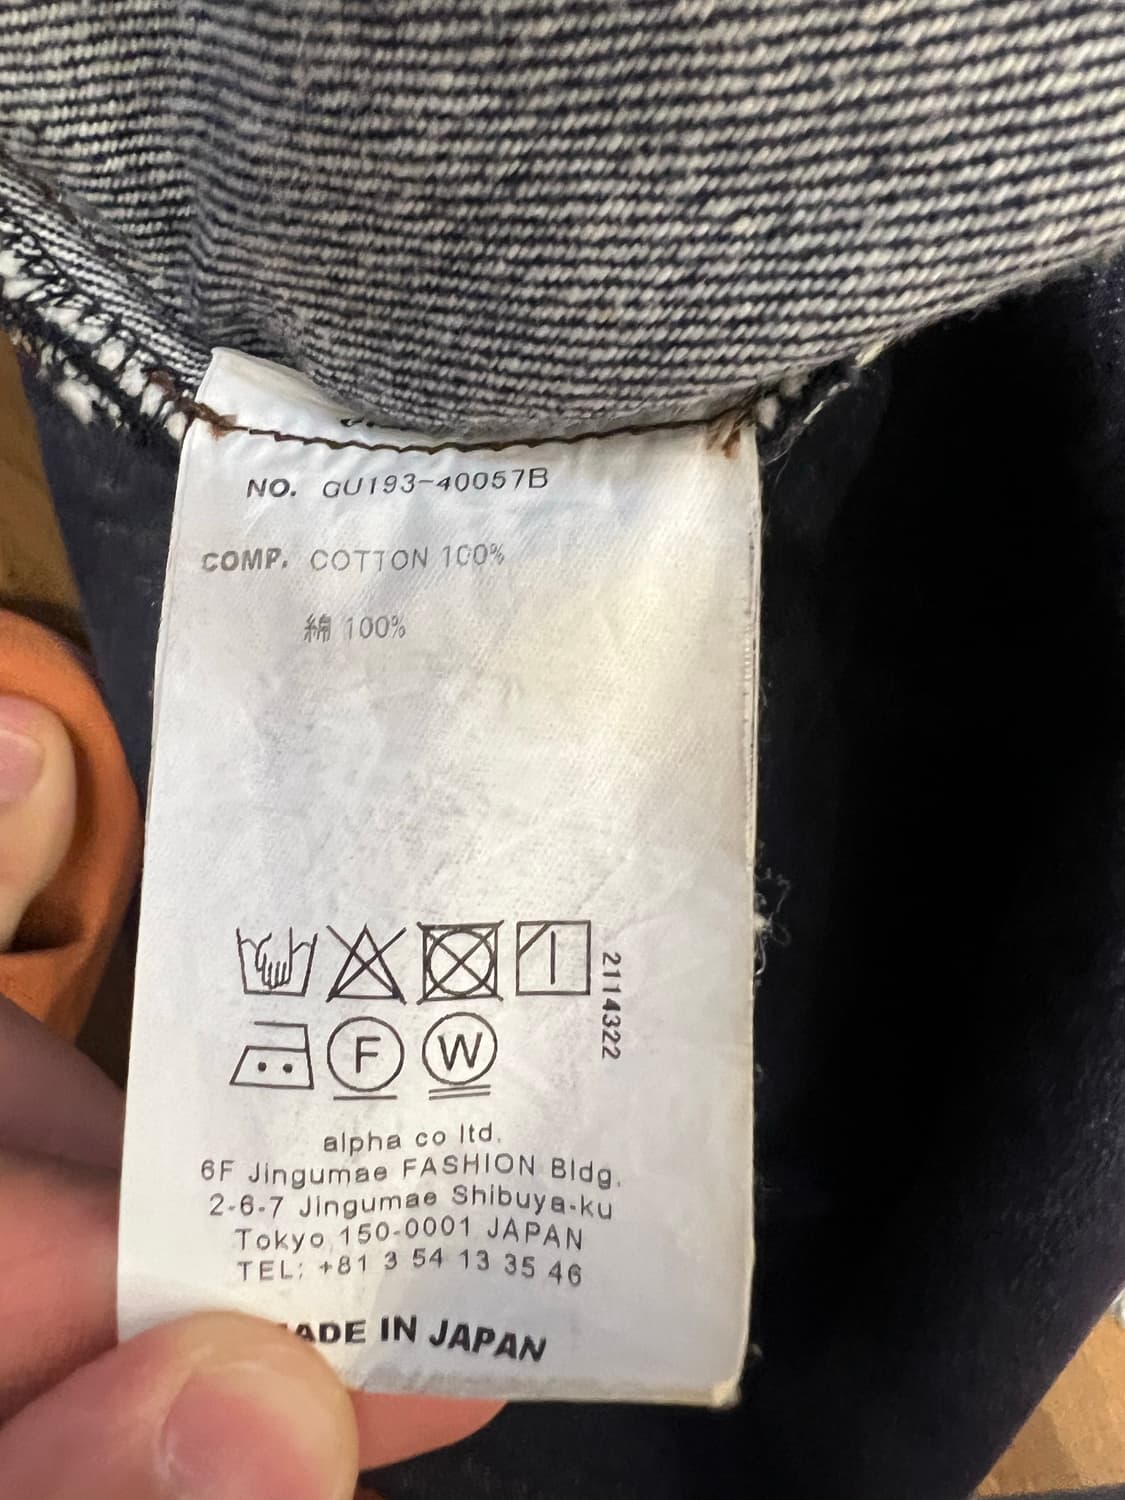 NO. GU193-40057B
COMP. COTTON 100%
綿 100%
2114322
F W
alpha co ltd.
6F Jingumae FASHION Bldg.
2-6-7 Jingumae Shibuya-ku
Tokyo 150-0001 JAPAN
TEL: +81 3 54 13 35 46
IN JAPAN